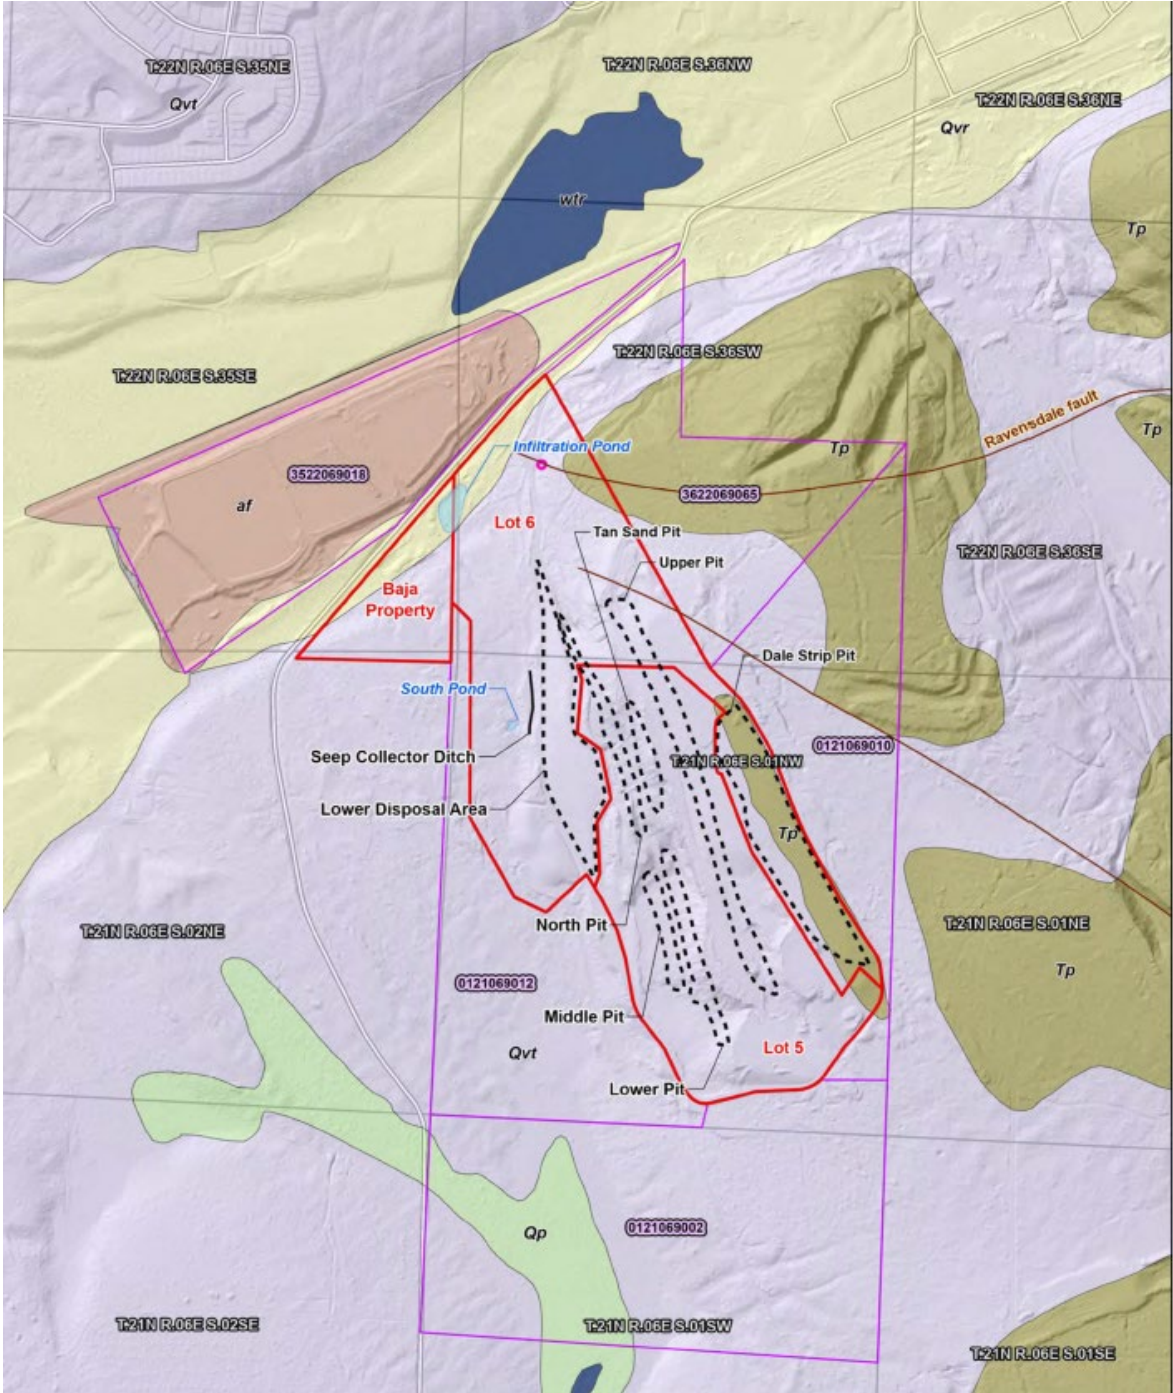 T.22N R.06E S.35NE
T.22N R.06E S.36NW
T.22N R.06E S.36NE
Qvt
Qvr
wtr
Tp
T.22N R.06E S.36SW
T.22N R.06E S.35SE
Ravensdale fault
Tp
Infiltration Pond
Tp
3522069018
3622069065
af
Lot 6
Tan Sand Pit
T.22N R.06E S.36SE
Upper Pit
Baja
Property
Dale Strip Pit
South Pond
0121069010
Seep Collector Ditch
T.21N R.06E S.01NW
Lower Disposal Area
Tp
North Pit
T.21N R.06E S.02NE
T.21N R.06E S.01NE
Tp
0121069012
Middle Pit
Qvt
Lot 5
Lower Pit
Qp
0121069002
T.21N R.06E S.02SE
T.21N R.06E S.01SW
T.21N R.06E S.01SE